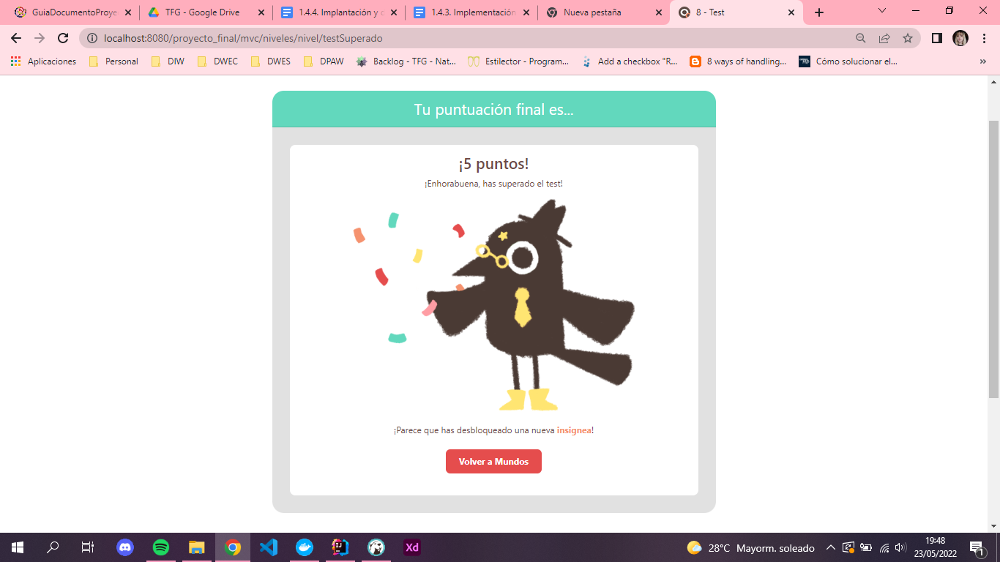 GuiaDocumentoProye
TFG - Google Drive
1.4.4. Implantación y c
1.4.3. Implementación
Nueva pestaña
8 - Test
localhost:8080/proyecto_final/mvc/niveles/nivel/testSuperado
Aplicaciones
Personal
DIW
DWEC
DWES
DPAW
Backlog - TFG - Nat...
Estilector - Program...
Add a checkbox "R...
8 ways of handling...
Cómo solucionar el...
»
Tu puntuación final es...
¡5 puntos!
¡Enhorabuena, has superado el test!
¡Parece que has desbloqueado una nueva insignea!
Volver a Mundos
Xd
28°C Mayorm. soleado
19:48
23/05/2022
1